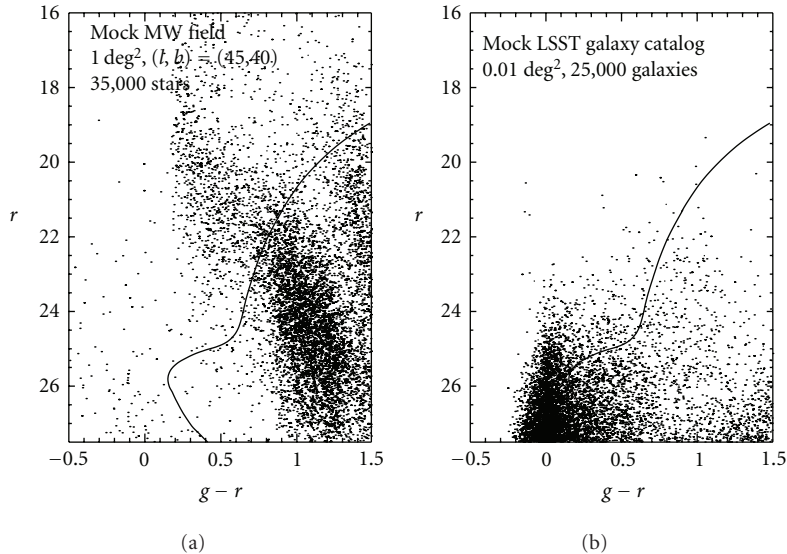 16
18
20
22
24
26
r
−0.5
0
0.5
1
1.5
g − r
Mock MW field
1 deg², (l, b) = (45,40)
35,000 stars
(a)
16
18
20
22
24
26
r
−0.5
0
0.5
1
1.5
g − r
Mock LSST galaxy catalog
0.01 deg², 25,000 galaxies
(b)